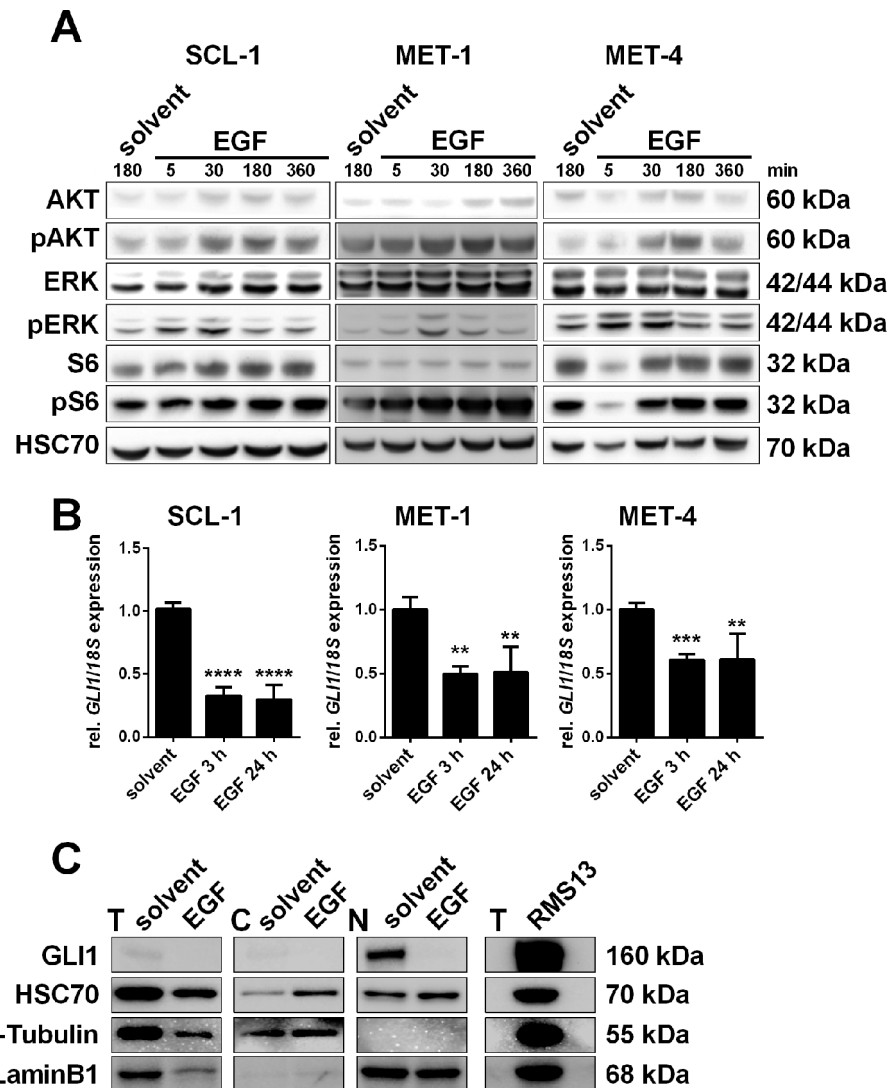 A
SCL-1 MET-1 MET-4
solvent EGF solvent EGF solvent EGF
180 5 30 180 360 180 5 30 180 360 180 5 30 180 360 min
AKT 60 kDa
pAKT 60 kDa
ERK 42/44 kDa
pERK 42/44 kDa
S6 32 kDa
pS6 32 kDa
HSC70 70 kDa
B
SCL-1 MET-1 MET-4
rel. GLI1/18S expression
1.5
1.0
0.5
0.0
**** ****
solvent EGF 3 h EGF 24 h
rel. GLI1/18S expression
1.5
1.0
0.5
0.0
** **
solvent EGF 3 h EGF 24 h
rel. GLI1/18S expression
1.5
1.0
0.5
0.0
*** **
solvent EGF 3 h EGF 24 h
C
T solvent EGF C solvent EGF N solvent EGF T RMS13
GLI1 160 kDa
HSC70 70 kDa
-Tubulin 55 kDa
LaminB1 68 kDa